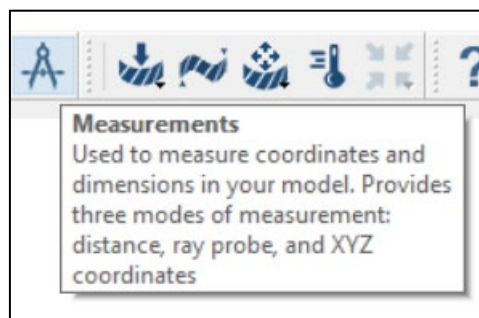 ?
Measurements
Used to measure coordinates and
dimensions in your model. Provides
three modes of measurement:
distance, ray probe, and XYZ
coordinates